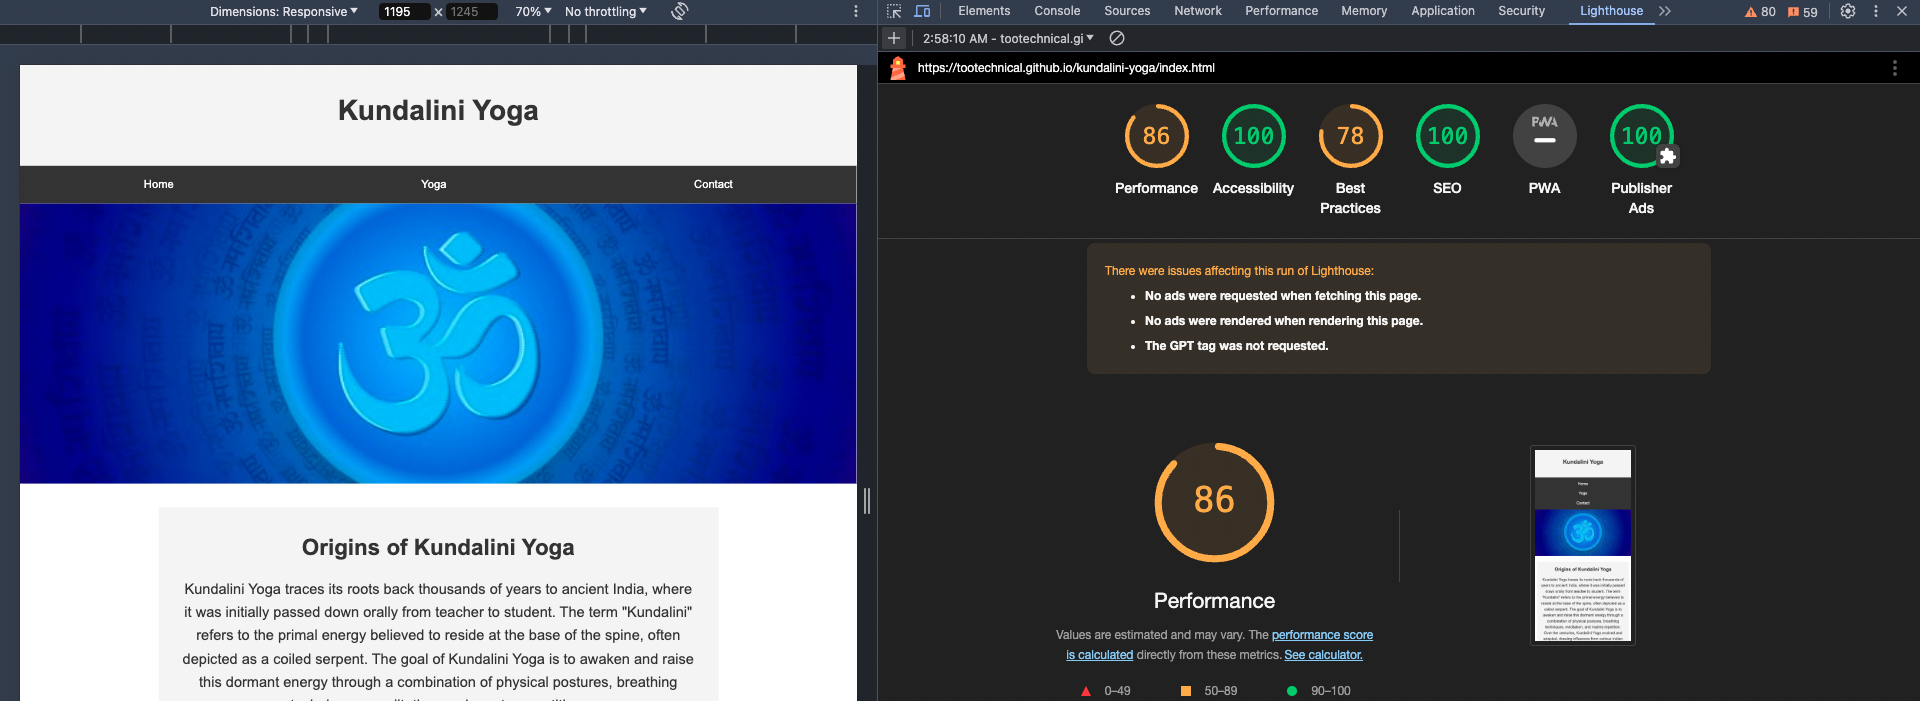 Dimensions: Responsive 1195 x 1245 70% No throttling
Kundalini Yoga
Home Yoga Contact
Origins of Kundalini Yoga
Kundalini Yoga traces its roots back thousands of years to ancient India, where
it was initially passed down orally from teacher to student. The term "Kundalini"
refers to the primal energy believed to reside at the base of the spine, often
depicted as a coiled serpent. The goal of Kundalini Yoga is to awaken and raise
this dormant energy through a combination of physical postures, breathing
Elements Console Sources Network Performance Memory Application Security Lighthouse 80 59
2:58:10 AM - tootechnical.gi
https://tootechnical.github.io/kundalini-yoga/index.html
86 100 78 100 PWA 100
Performance Accessibility Best Practices SEO PWA Publisher Ads
There were issues affecting this run of Lighthouse:
No ads were requested when fetching this page.
No ads were rendered when rendering this page.
The GPT tag was not requested.
86
Performance
Values are estimated and may vary. The performance score
is calculated directly from these metrics. See calculator.
0–49 50–89 90–100
Kundalini Yoga
Home
Yoga
Contact
Origins of Kundalini Yoga